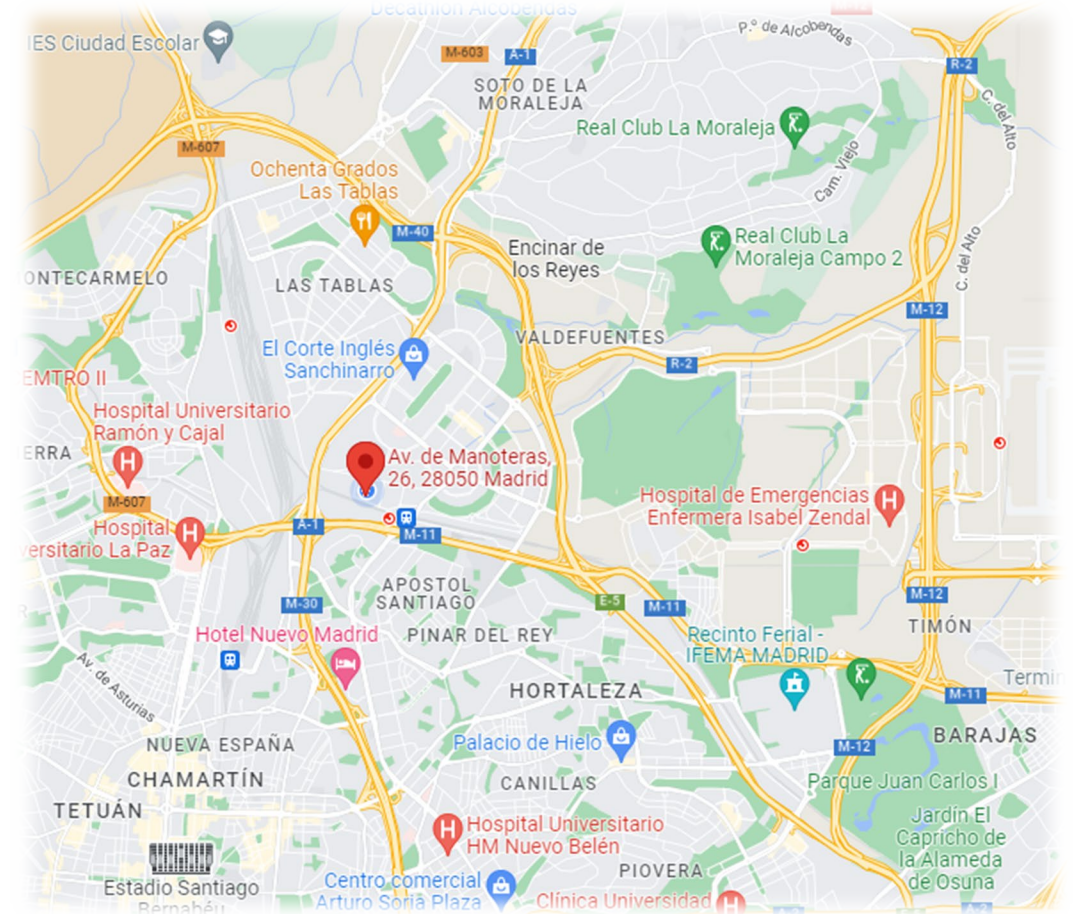 Decathlon Alcobendas
P.º de Alcobendas
IES Ciudad Escolar
M-603
A-1
R-2
SOTO DE LA
MORALEJA
C. del Alto
Real Club La Moraleja
M-607
Cam. Viejo
Ochenta Grados
Las Tablas
M-40
Real Club La
Moraleja Campo 2
Encinar de
los Reyes
C. del Alto
ONTECARMELO
LAS TABLAS
M-12
VALDEFUENTES
El Corte Inglés
Sanchinarro
R-2
EMTRO II
Hospital Universitario
Ramón y Cajal
ERRA
Av. de Manoteras,
26, 28050 Madrid
M-607
Hospital de Emergencias
Enfermera Isabel Zendal
Hospital
versitario La Paz
A-1
M-11
APOSTOL
SANTIAGO
M-30
E-5
M-11
M-12
TIMÓN
Hotel Nuevo Madrid
PINAR DEL REY
Recinto Ferial -
IFEMA MADRID
Termin
Av. de Asturias
HORTALEZA
M-11
NUEVA ESPAÑA
Palacio de Hielo
M-12
BARAJAS
CHAMARTÍN
CANILLAS
Parque Juan Carlos I
TETUÁN
Hospital Universitario
HM Nuevo Belén
Jardín El
Capricho de
la Alameda
de Osuna
PIOVERA
Estadio Santiago
Bernabéu
Centro comercial
Arturo Soria Plaza
Clínica Universidad
A-2